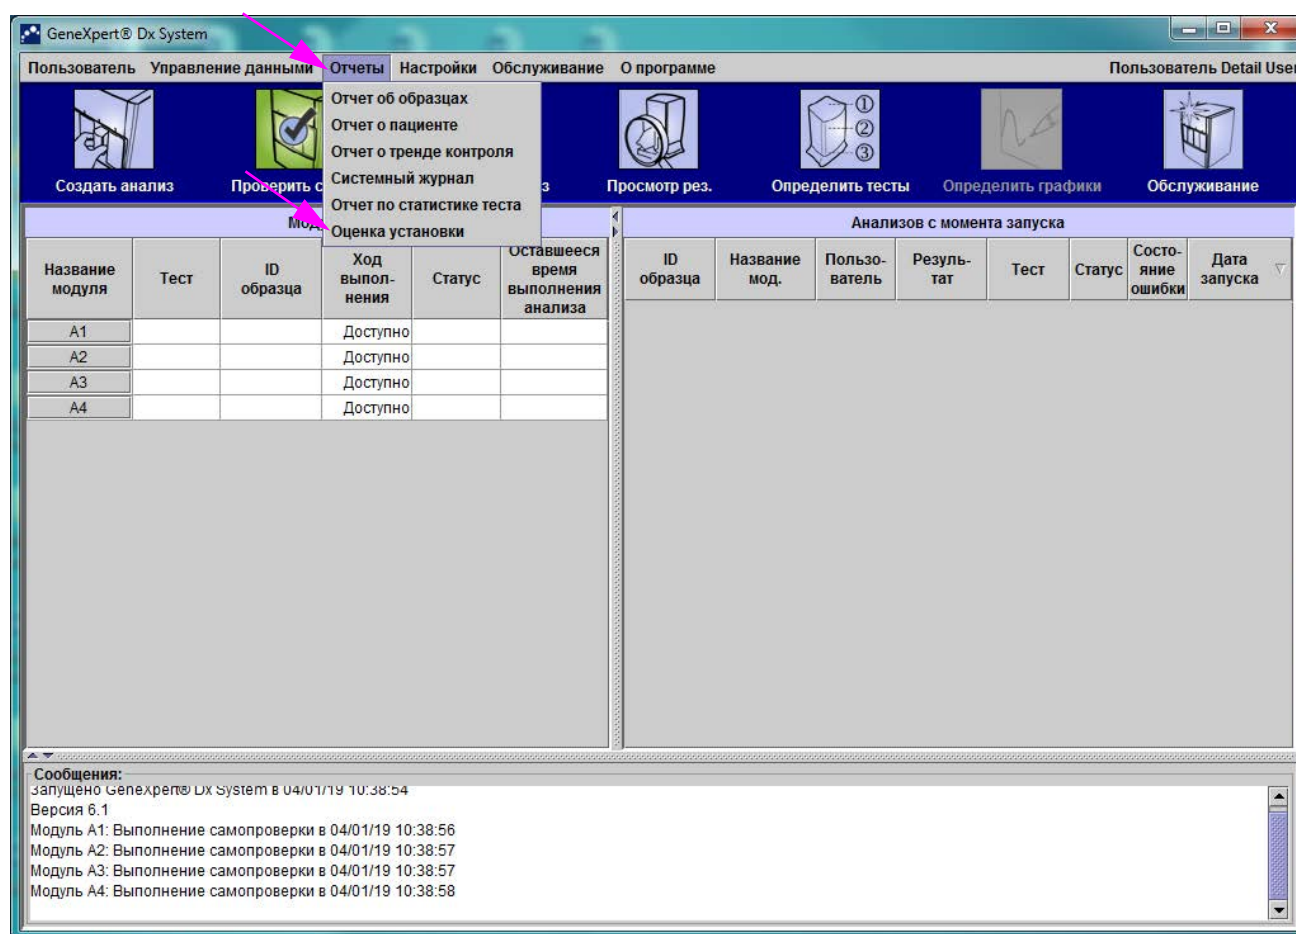 GeneXpert® Dx System
Пользователь Управление данными Отчеты Настройки Обслуживание О программе Пользователь Detail User
Отчет об образцах
Отчет о пациенте
Отчет о тренде контроля
Системный журнал
Отчет по статистике теста
Оценка установки
Создать анализ Проверить Просмотр рез. Определить тесты Определить графики Обслуживание
Анализов с момента запуска
Название модуля
Тест
ID образца
Ход выпол-нения
Статус
Оставшееся время выполнения анализа
ID образца
Название мод.
Пользо-ватель
Резуль-тат
Тест
Статус
Состо-яние ошибки
Дата запуска
A1 Доступно
A2 Доступно
A3 Доступно
A4 Доступно
Сообщения:
Запущено GeneXpert® Dx System в 04/01/19 10:38:54
Версия 6.1
Модуль A1: Выполнение самопроверки в 04/01/19 10:38:56
Модуль A2: Выполнение самопроверки в 04/01/19 10:38:57
Модуль A3: Выполнение самопроверки в 04/01/19 10:38:57
Модуль A4: Выполнение самопроверки в 04/01/19 10:38:58